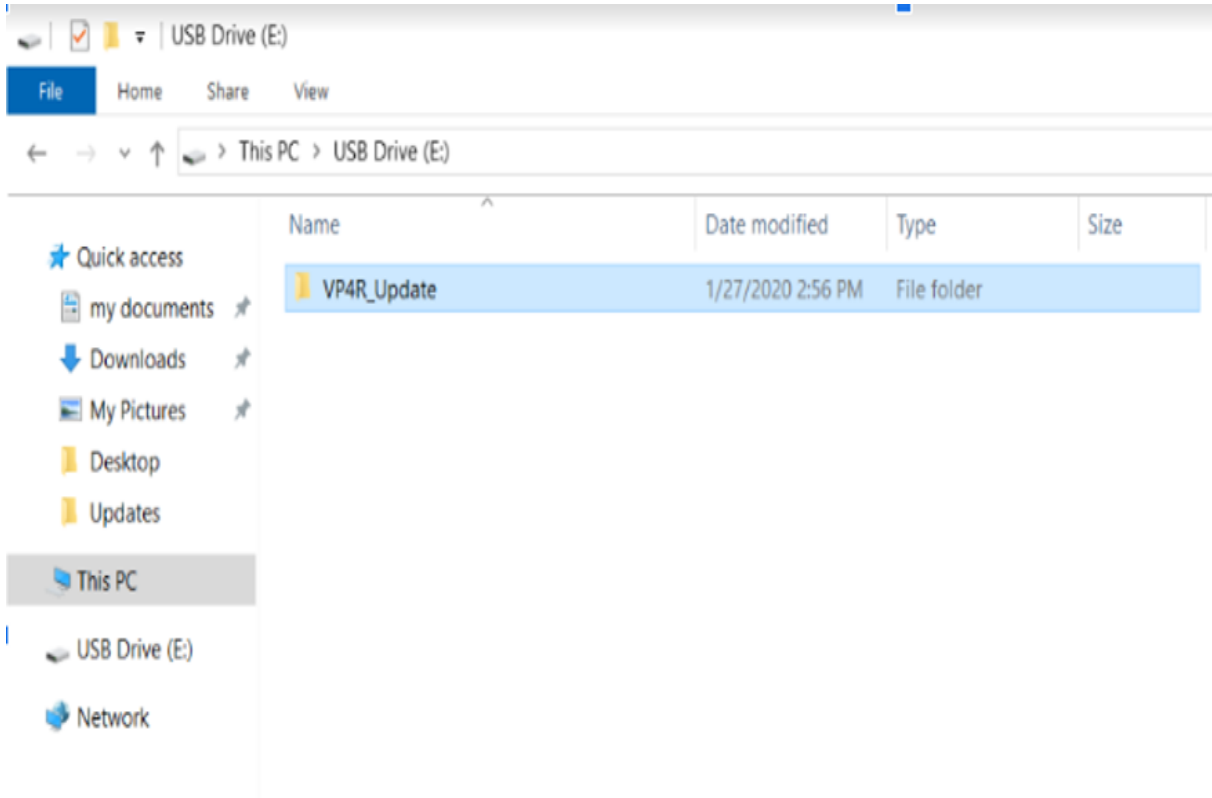 USB Drive (E:)
File Home Share View
This PC > USB Drive (E:)
Name Date modified Type Size
Quick access
VP4R_Update 1/27/2020 2:56 PM File folder
my documents
Downloads
My Pictures
Desktop
Updates
This PC
USB Drive (E:)
Network